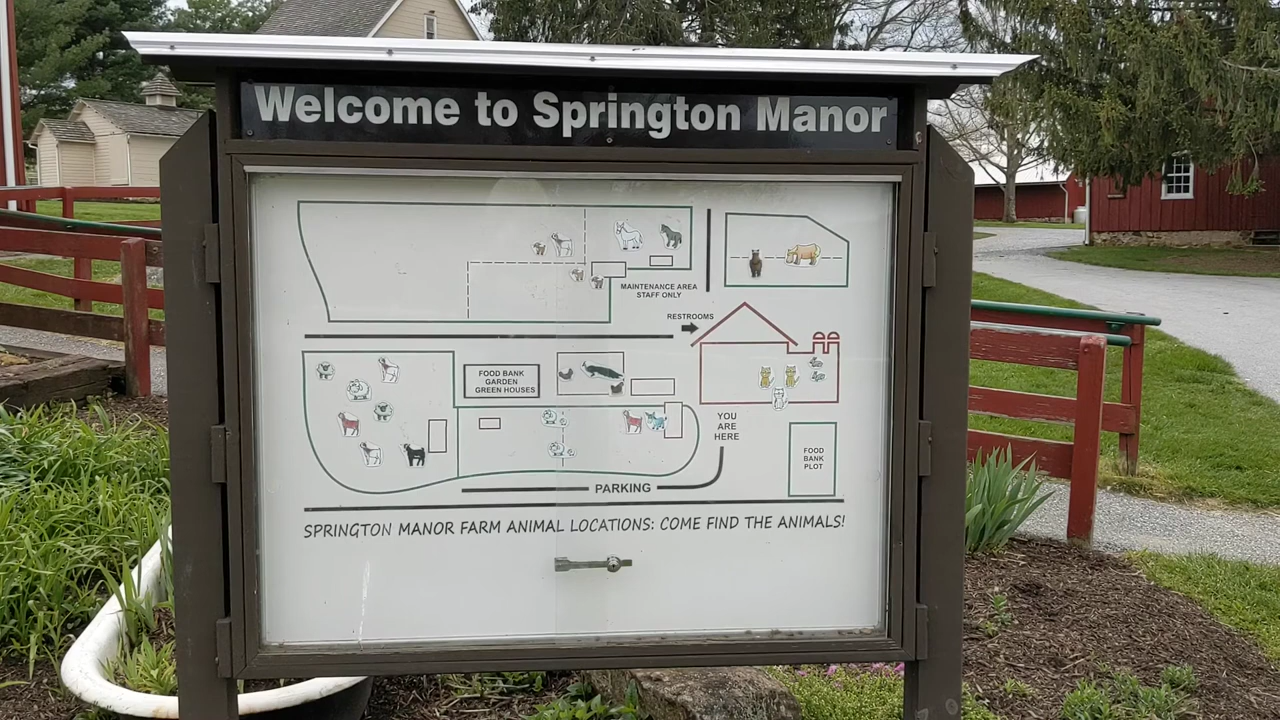 Welcome to Springton Manor
MAINTENANCE AREA
STAFF ONLY
RESTROOMS
FOOD BANK
GARDEN
GREEN HOUSES
YOU
ARE
HERE
FOOD
BANK
PLOT
PARKING
SPRINGTON MANOR FARM ANIMAL LOCATIONS: COME FIND THE ANIMALS!